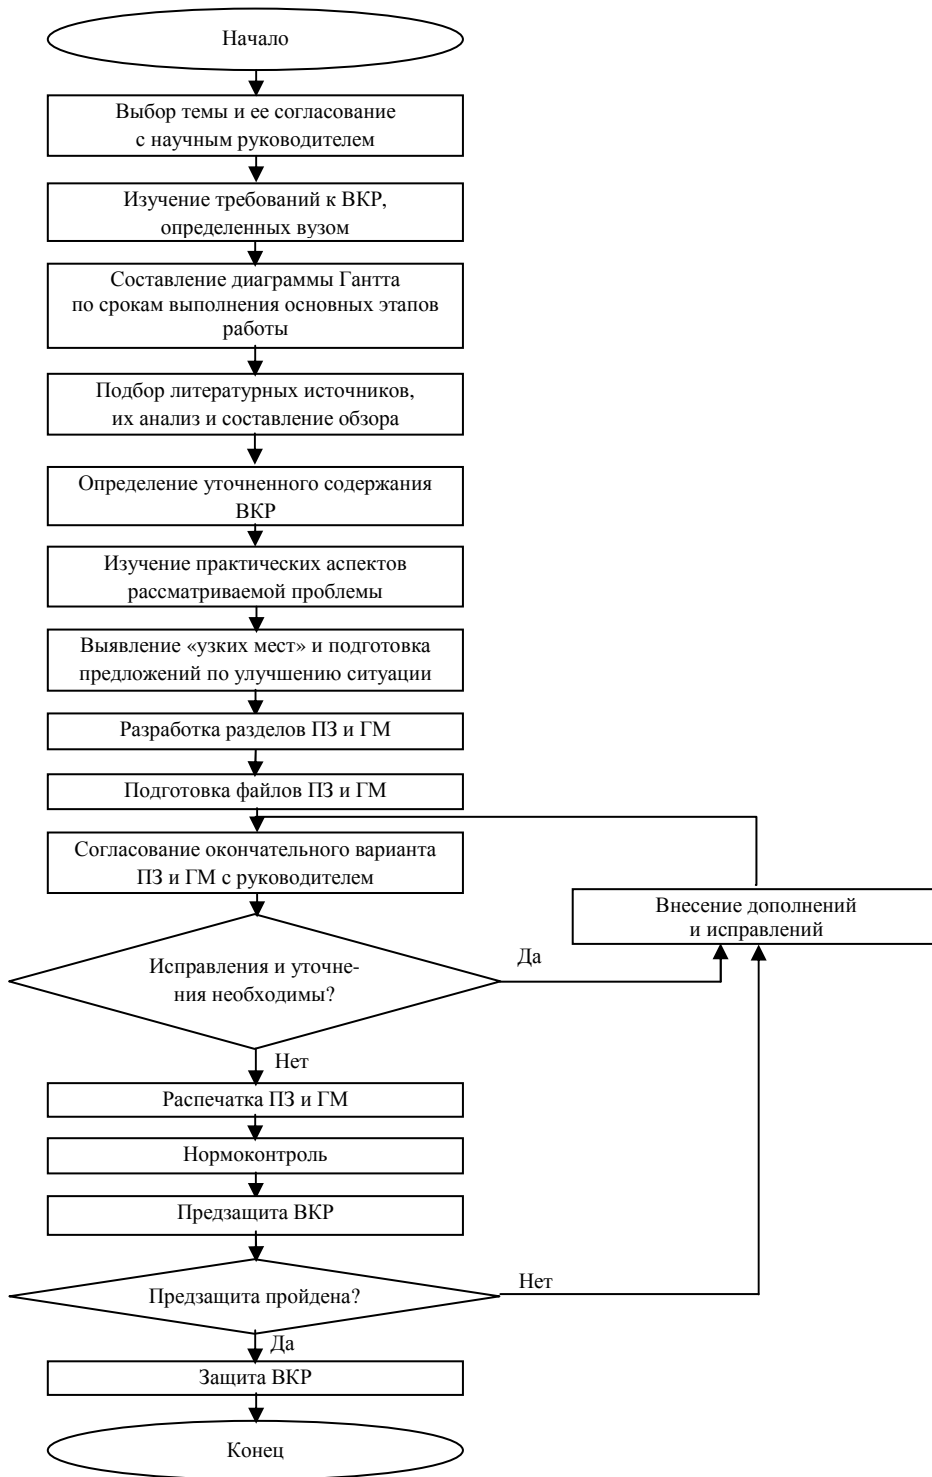 Начало
Выбор темы и ее согласование
с научным руководителем
Изучение требований к ВКР,
определенных вузом
Составление диаграммы Гантта
по срокам выполнения основных этапов
работы
Подбор литературных источников,
их анализ и составление обзора
Определение уточненного содержания
ВКР
Изучение практических аспектов
рассматриваемой проблемы
Выявление «узких мест» и подготовка
предложений по улучшению ситуации
Разработка разделов ПЗ и ГМ
Подготовка файлов ПЗ и ГМ
Согласование окончательного варианта
ПЗ и ГМ с руководителем
Внесение дополнений
и исправлений
Исправления и уточне-
ния необходимы?
Да
Нет
Распечатка ПЗ и ГМ
Нормоконтроль
Предзащита ВКР
Предзащита пройдена?
Нет
Да
Защита ВКР
Конец